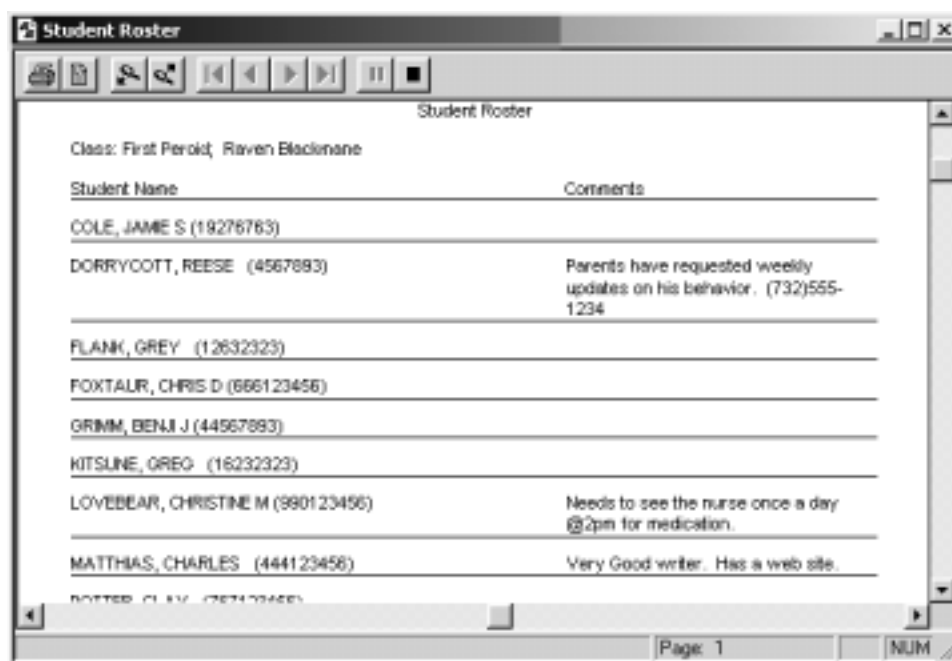 Student Roster
Student Roster
Class: First Peroid; Raven Blackmane
Student Name Comments
COLE, JAMIE S (19276763)
DORRYCOTT, REESE (4567893) Parents have requested weekly
updates on his behavior. (732)555-
1234
FLANK, GREY (12632323)
FOXTAUR, CHRIS D (666123456)
GRIMM, BENJI J (44567893)
KITSUNE, GREG (16232323)
LOVEBEAR, CHRISTINE M (990123456) Needs to see the nurse once a day
@2pm for medication.
MATTHIAS, CHARLES (444123456) Very Good writer. Has a web site.
Page: 1 NUM